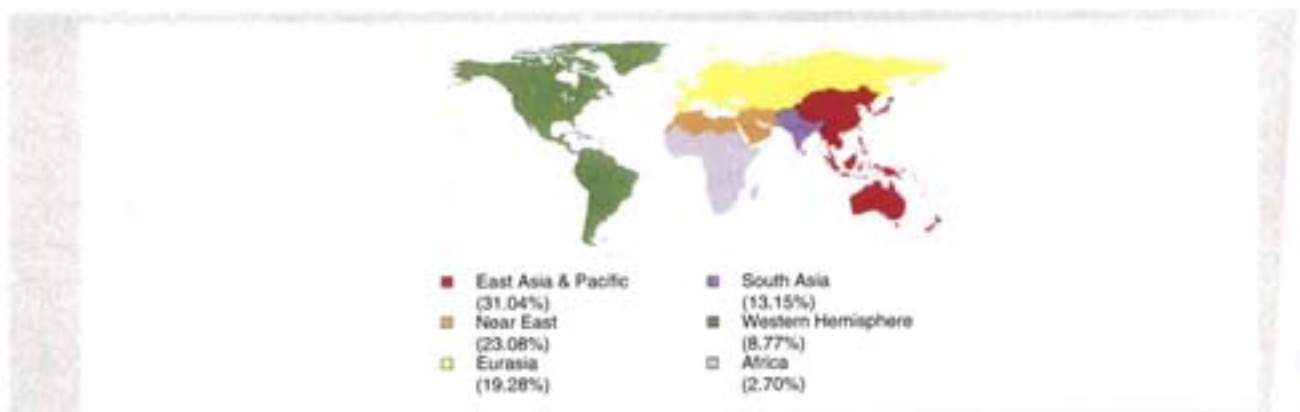 East Asia & Pacific
(31.04%)
Near East
(23.08%)
Eurasia
(19.28%)
South Asia
(13.15%)
Western Hemisphere
(8.77%)
Africa
(2.70%)